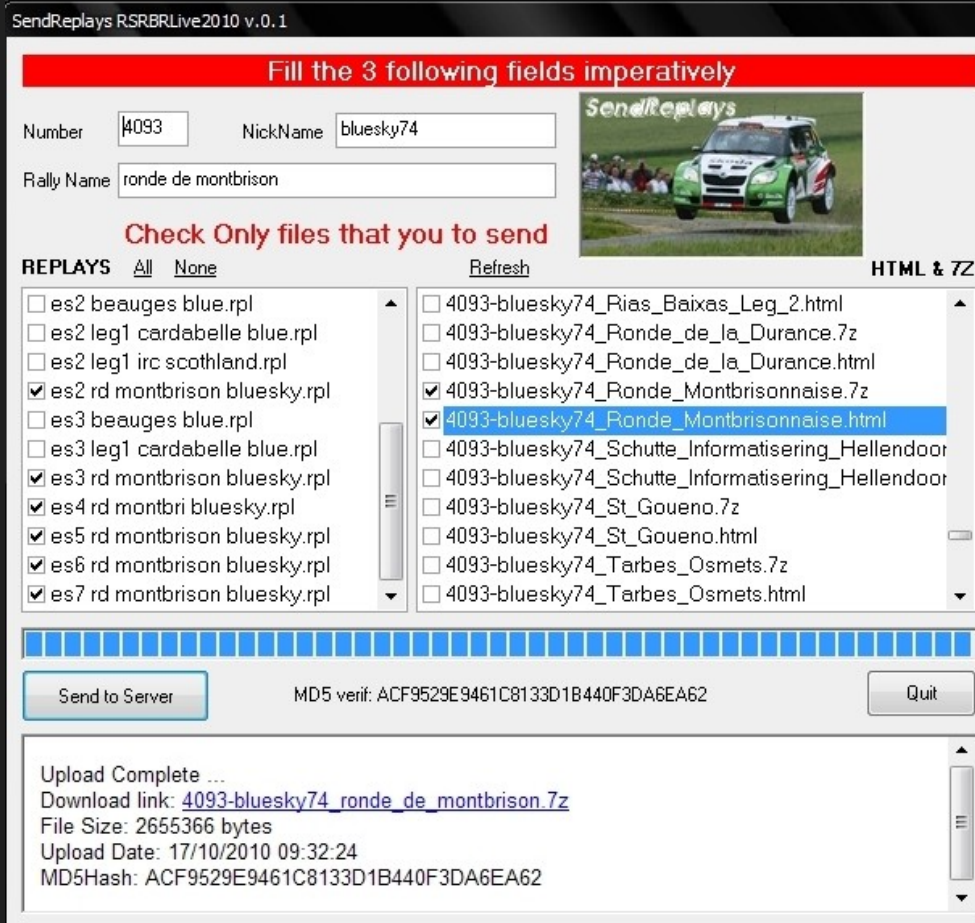 SendReplays RSRBRLive2010 v.0.1
Fill the 3 following fields imperatively
Number 4093 NickName bluesky74
Rally Name ronde de montbrison
SendReplays
Skoda
Check Only files that you to send
REPLAYS All None Refresh HTML & 7Z
es2 beauges blue.rpl
es2 leg1 cardabelle blue.rpl
es2 leg1 irc scothland.rpl
es2 rd montbrison bluesky.rpl
es3 beauges blue.rpl
es3 leg1 cardabelle blue.rpl
es3 rd montbrison bluesky.rpl
es4 rd montbri bluesky.rpl
es5 rd montbrison bluesky.rpl
es6 rd montbrison bluesky.rpl
es7 rd montbrison bluesky.rpl
4093-bluesky74_Rias_Baixas_Leg_2.html
4093-bluesky74_Ronde_de_la_Durance.7z
4093-bluesky74_Ronde_de_la_Durance.html
4093-bluesky74_Ronde_Montbrisonnaise.7z
4093-bluesky74_Ronde_Montbrisonnaise.html
4093-bluesky74_Schutte_Informatisering_Hellendoor
4093-bluesky74_Schutte_Informatisering_Hellendoor
4093-bluesky74_St_Goueno.7z
4093-bluesky74_St_Goueno.html
4093-bluesky74_Tarbes_Osmets.7z
4093-bluesky74_Tarbes_Osmets.html
Send to Server MD5 verif: ACF9529E9461C8133D1B440F3DA6EA62 Quit
Upload Complete ...
Download link: 4093-bluesky74_ronde_de_montbrison.7z
File Size: 2655366 bytes
Upload Date: 17/10/2010 09:32:24
MD5Hash: ACF9529E9461C8133D1B440F3DA6EA62